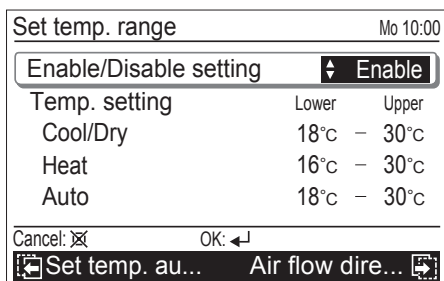 Set temp. range Mo 10:00
Enable/Disable setting Enable
Temp. setting Lower Upper
Cool/Dry 18°C – 30°C
Heat 16°C – 30°C
Auto 18°C – 30°C
Cancel: OK:
Set temp. au... Air flow dire...